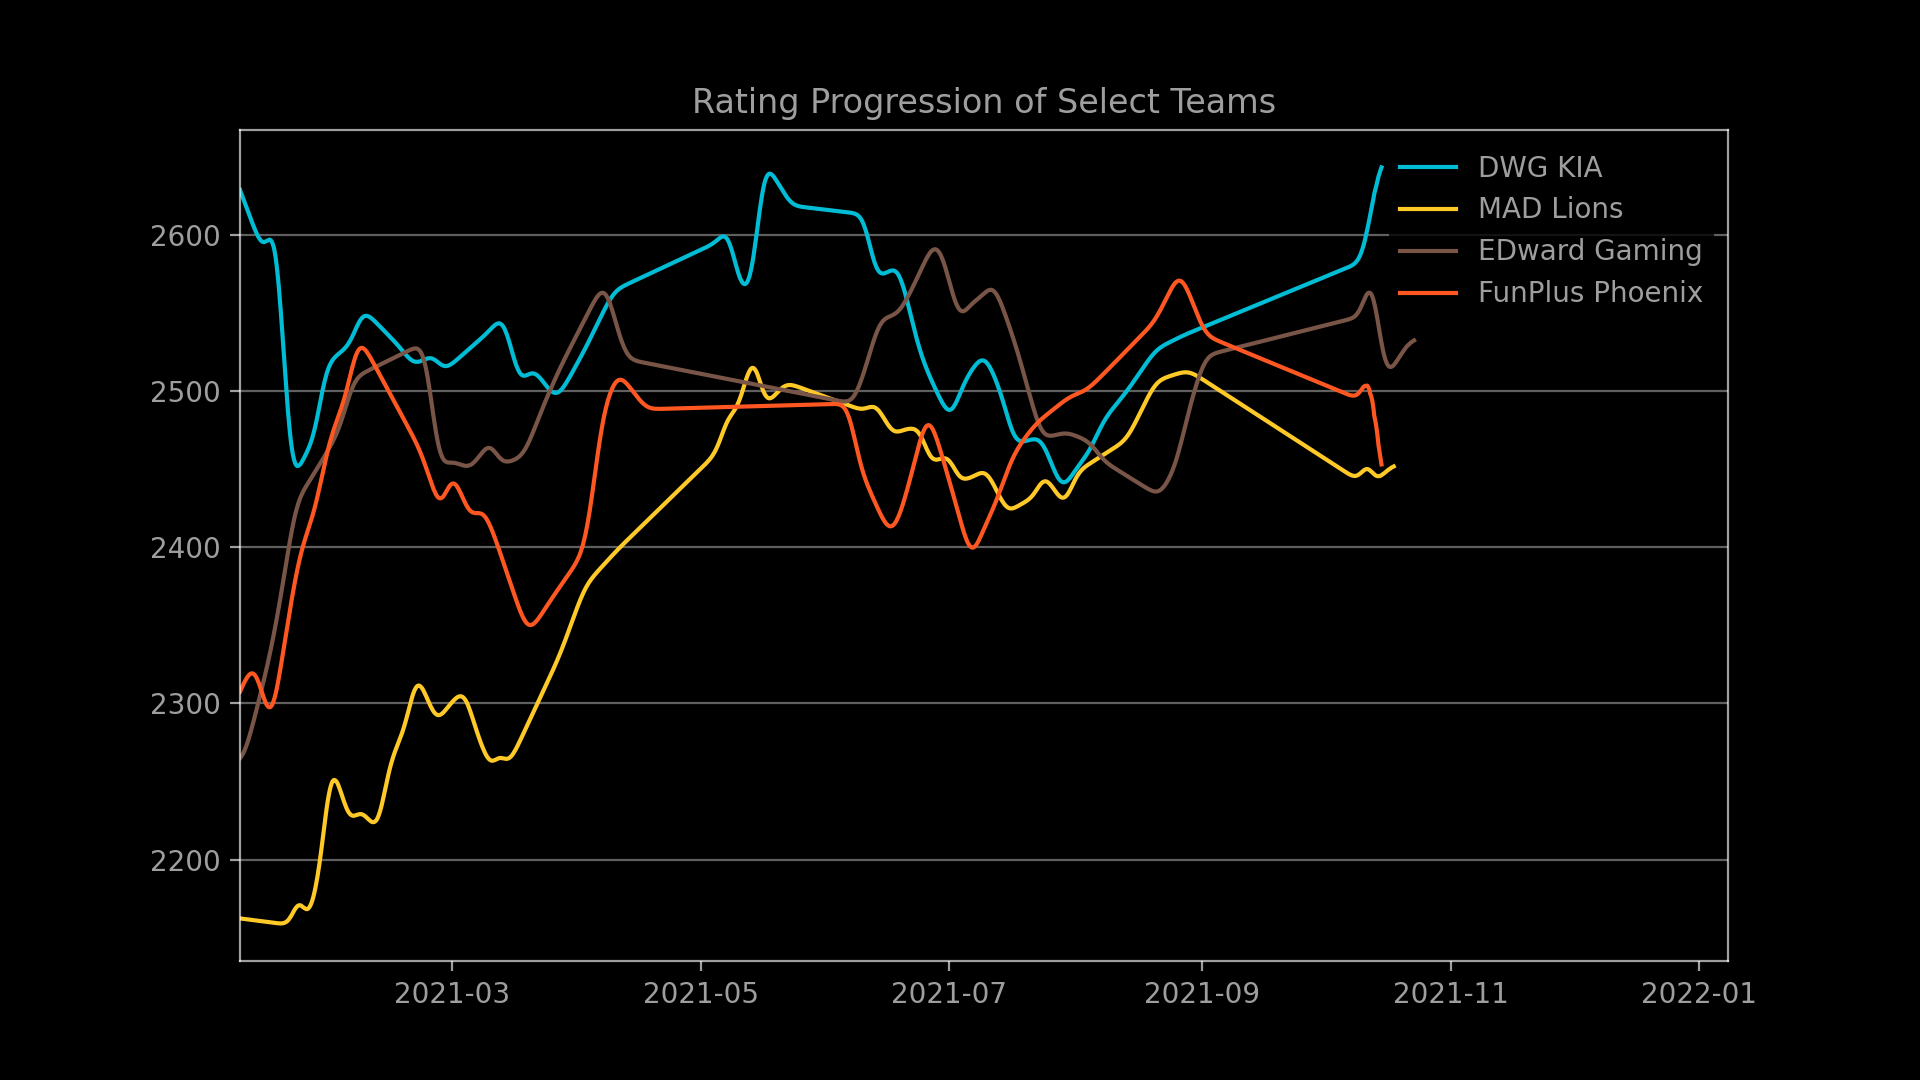 Rating Progression of Select Teams
DWG KIA
MAD Lions
EDward Gaming
FunPlus Phoenix
2600
2500
2400
2300
2200
2021-03 2021-05 2021-07 2021-09 2021-11 2022-01